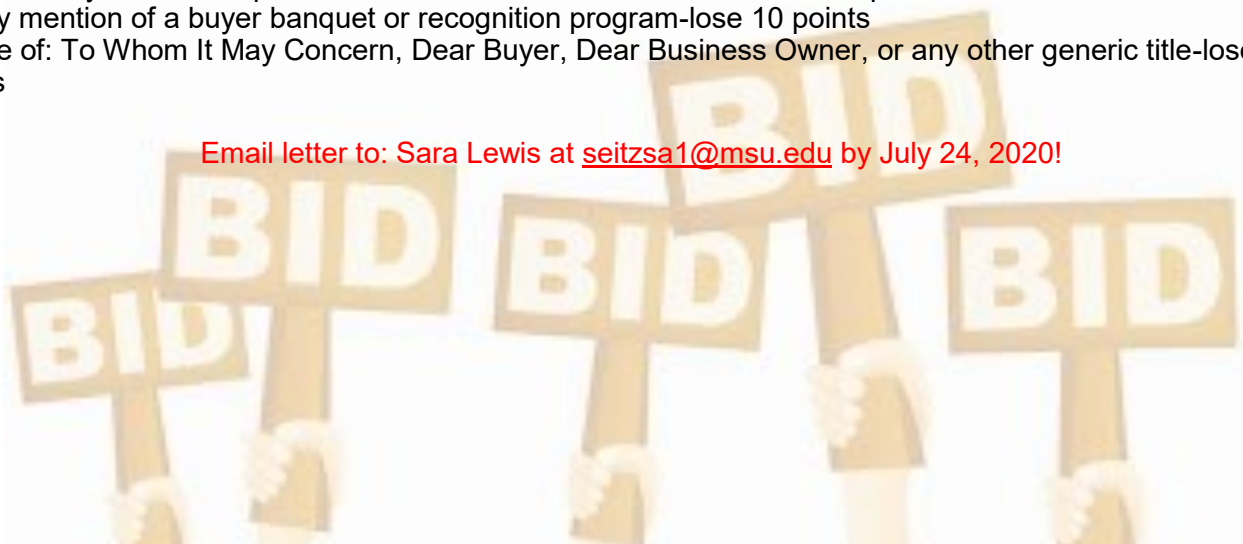 y mention of a buyer banquet or recognition program-lose 10 points
e of: To Whom It May Concern, Dear Buyer, Dear Business Owner, or any other generic title-lose
s
Email letter to: Sara Lewis at seitzsa1@msu.edu by July 24, 2020!
BID
BID
BID
BID
BID